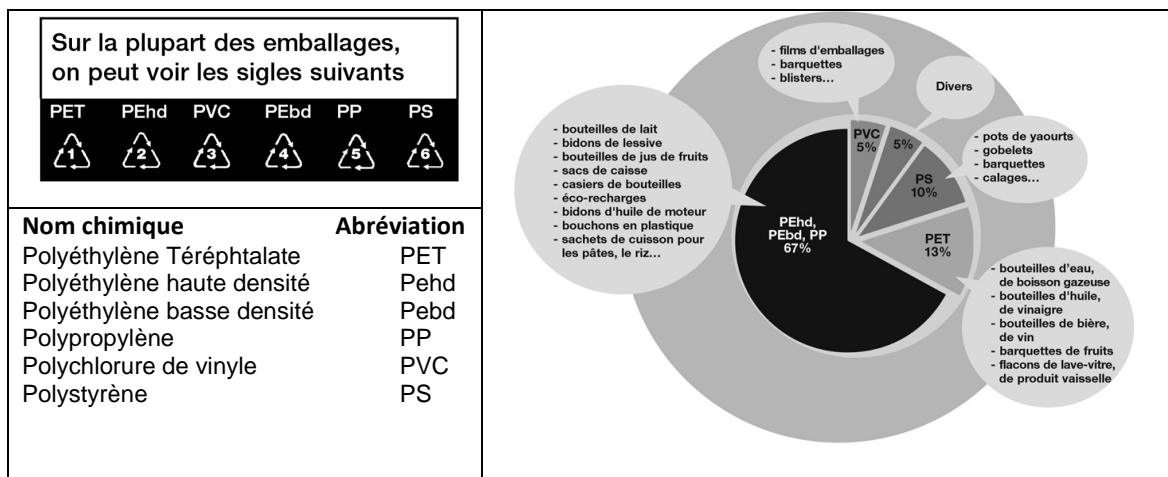 Sur la plupart des emballages,
on peut voir les sigles suivants
PET PEhd PVC PEbd PP PS
1 2 3 4 5 6
Nom chimique Abréviation
Polyéthylène Téréphtalate PET
Polyéthylène haute densité Pehd
Polyéthylène basse densité Pebd
Polypropylène PP
Polychlorure de vinyle PVC
Polystyrène PS
- films d'emballages
- barquettes
- blisters...
Divers
- bouteilles de lait
- bidons de lessive
- bouteilles de jus de fruits
- sacs de caisse
- casiers de bouteilles
- éco-recharges
- bidons d'huile de moteur
- bouchons en plastique
- sachets de cuisson pour
les pâtes, le riz...
- pots de yaourts
- gobelets
- barquettes
- calages...
PVC
5%
5%
PS
10%
PET
13%
PEhd,
PEbd, PP
67%
- bouteilles d'eau,
de boisson gazeuse
- bouteilles d'huile,
de vinaigre
- bouteilles de bière,
de vin
- barquettes de fruits
- flacons de lave-vitre,
de produit vaisselle